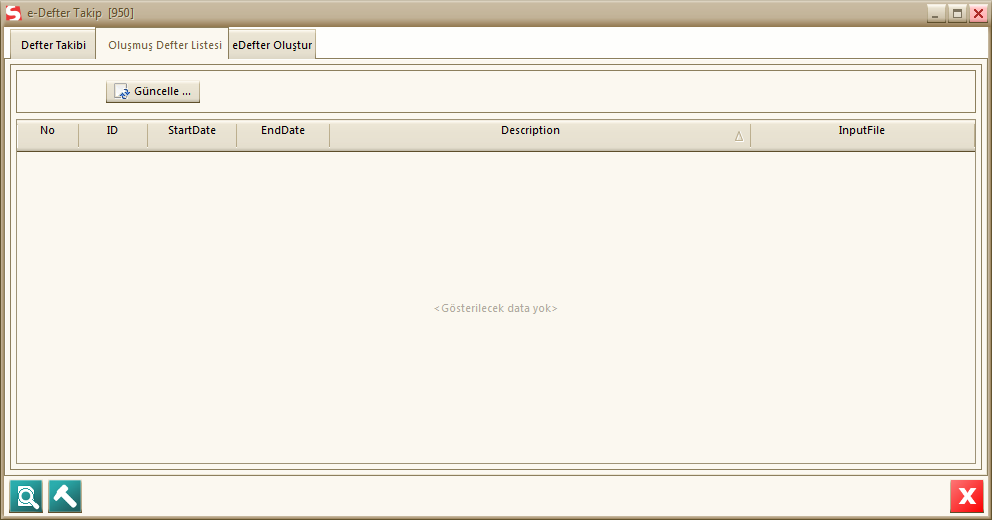 e-Defter Takip [950]
Defter Takibi Oluşmuş Defter Listesi eDefter Oluştur
Güncelle ...
No ID StartDate EndDate Description InputFile
<Gösterilecek data yok>